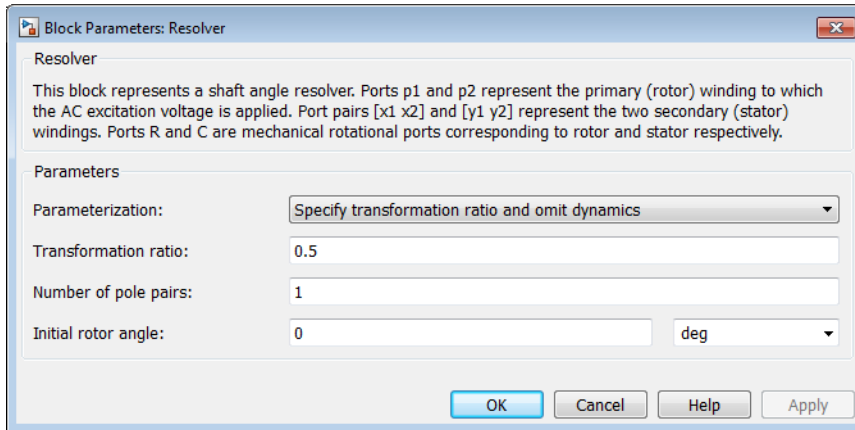 Block Parameters: Resolver
Resolver
This block represents a shaft angle resolver. Ports p1 and p2 represent the primary (rotor) winding to which
the AC excitation voltage is applied. Port pairs [x1 x2] and [y1 y2] represent the two secondary (stator)
windings. Ports R and C are mechanical rotational ports corresponding to rotor and stator respectively.
Parameters
Parameterization: Specify transformation ratio and omit dynamics
Transformation ratio: 0.5
Number of pole pairs: 1
Initial rotor angle: 0 deg
OK Cancel Help Apply